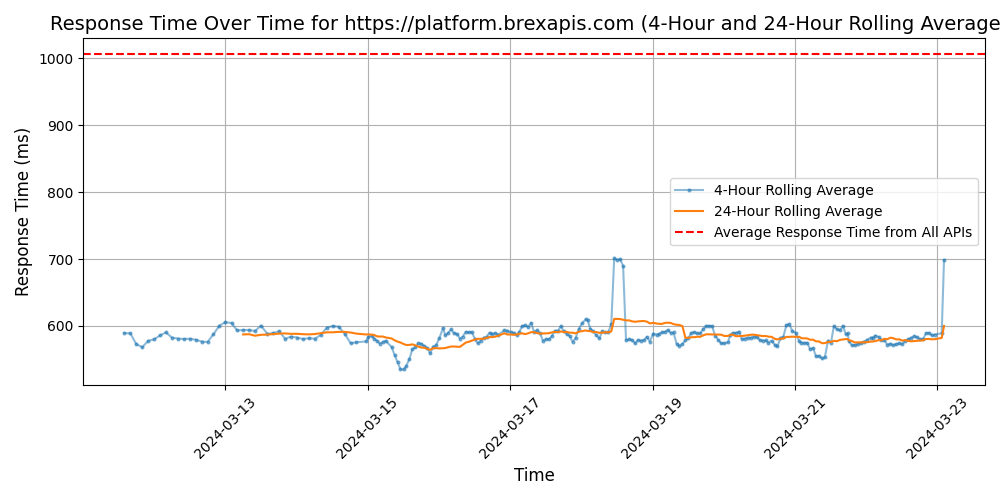 Response Time Over Time for https://platform.brexapis.com (4-Hour and 24-Hour Rolling Average
1000
900
800
700
600
Response Time (ms)
4-Hour Rolling Average
24-Hour Rolling Average
Average Response Time from All APIs
2024-03-13
2024-03-15
2024-03-17
2024-03-19
2024-03-21
2024-03-23
Time